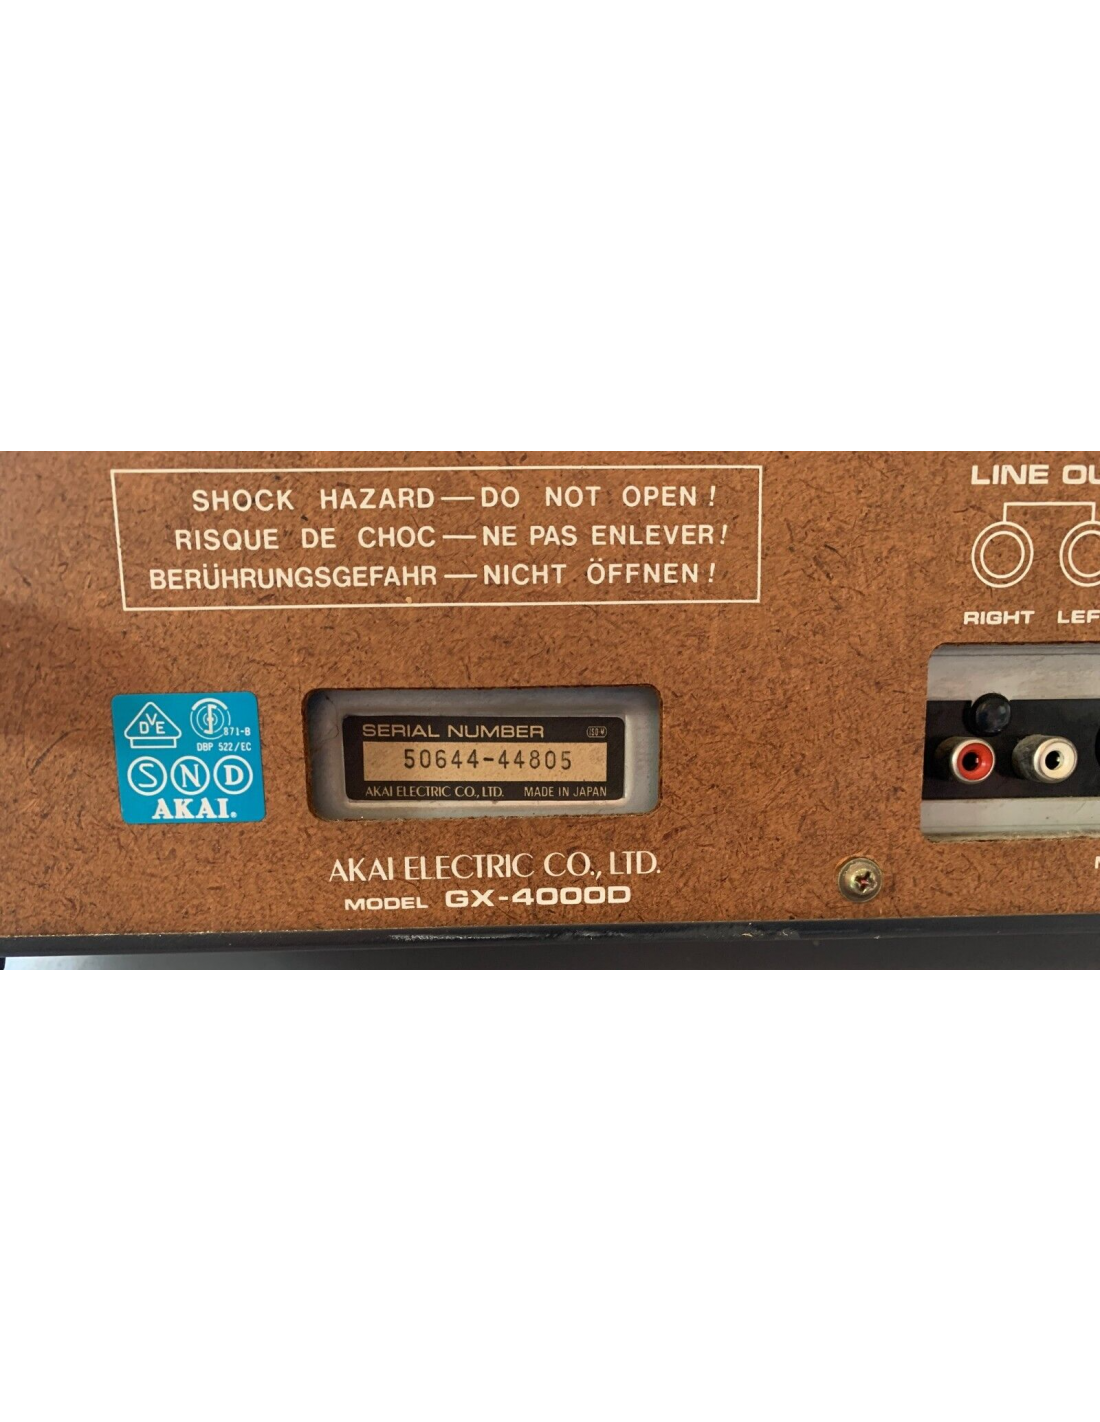 SHOCK HAZARD — DO NOT OPEN !
RISQUE DE CHOC — NE PAS ENLEVER !
BERÜHRUNGSGEFAHR — NICHT ÖFFNEN !
LINE OU
RIGHT LEF
DVE
871-B
DBP 522/EC
S N D
AKAI.
SERIAL NUMBER
50644-44805
AKAI ELECTRIC CO., LTD. MADE IN JAPAN
AKAI ELECTRIC CO., LTD.
MODEL GX-4000D